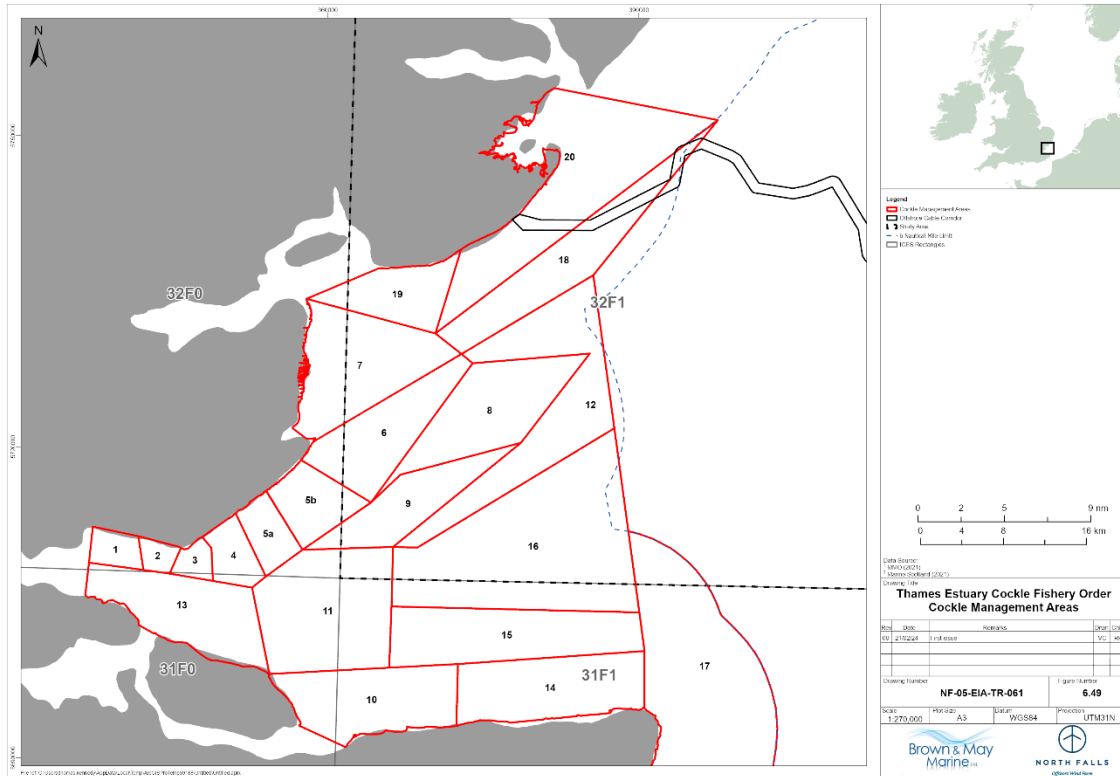 360000
390000
N
5750000
20
18
32F0
19
32F1
7
8
12
6
5b
9
5a
4
1
2
3
16
13
11
15
31F0
31F1
17
10
14
Legend
Cockle Management Areas
Offshore Cable Corridor
Study Area
6 Nautical Mile Limit
ICES Rectangles
0 2 5 9 nm
0 4 8 16 km
Data Source:
Marine Scotland (2021)
Drawing Title
Thames Estuary Cockle Fishery Order
Cockle Management Areas
Rev Date Remarks
00 21/02/24 First issue VC
Drawing Number
Figure Number
NF-05-EIA-TR-061
6.49
Scale
Plot Size
Datum
Projection
1:270,000
A3
WGS84
UTM31N
Brown & May
Marine Ltd
NORTH FALLS
Offshore Wind Farm